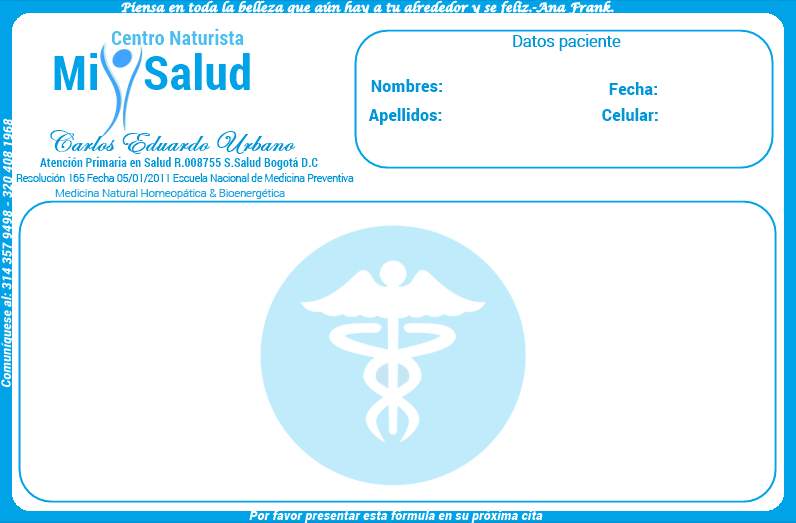 Piensa en toda la belleza que aún hay a tu alrededor y se feliz.-Ana Frank.
Centro Naturista
Mi Salud
Carlos Eduardo Urbano
Atención Primaria en Salud R.008755 S.Salud Bogotá D.C
Resolución 165 Fecha 05/01/2011 Escuela Nacional de Medicina Preventiva
Medicina Natural Homeopática & Bioenergética
Datos paciente
Nombres:
Fecha:
Apellidos:
Celular:
Comuníquese al: 314 357 9498 - 320 408 1968
Por favor presentar esta fórmula en su próxima cita